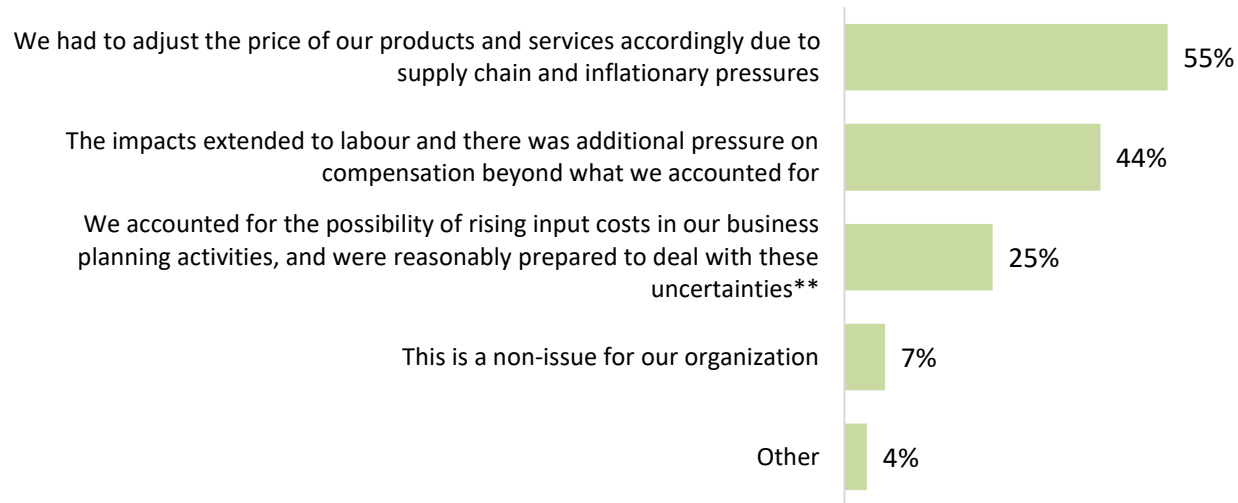 We had to adjust the price of our products and services accordingly due to
supply chain and inflationary pressures
55%
The impacts extended to labour and there was additional pressure on
compensation beyond what we accounted for
44%
We accounted for the possibility of rising input costs in our business
planning activities, and were reasonably prepared to deal with these
uncertainties**
25%
This is a non-issue for our organization
7%
Other
4%